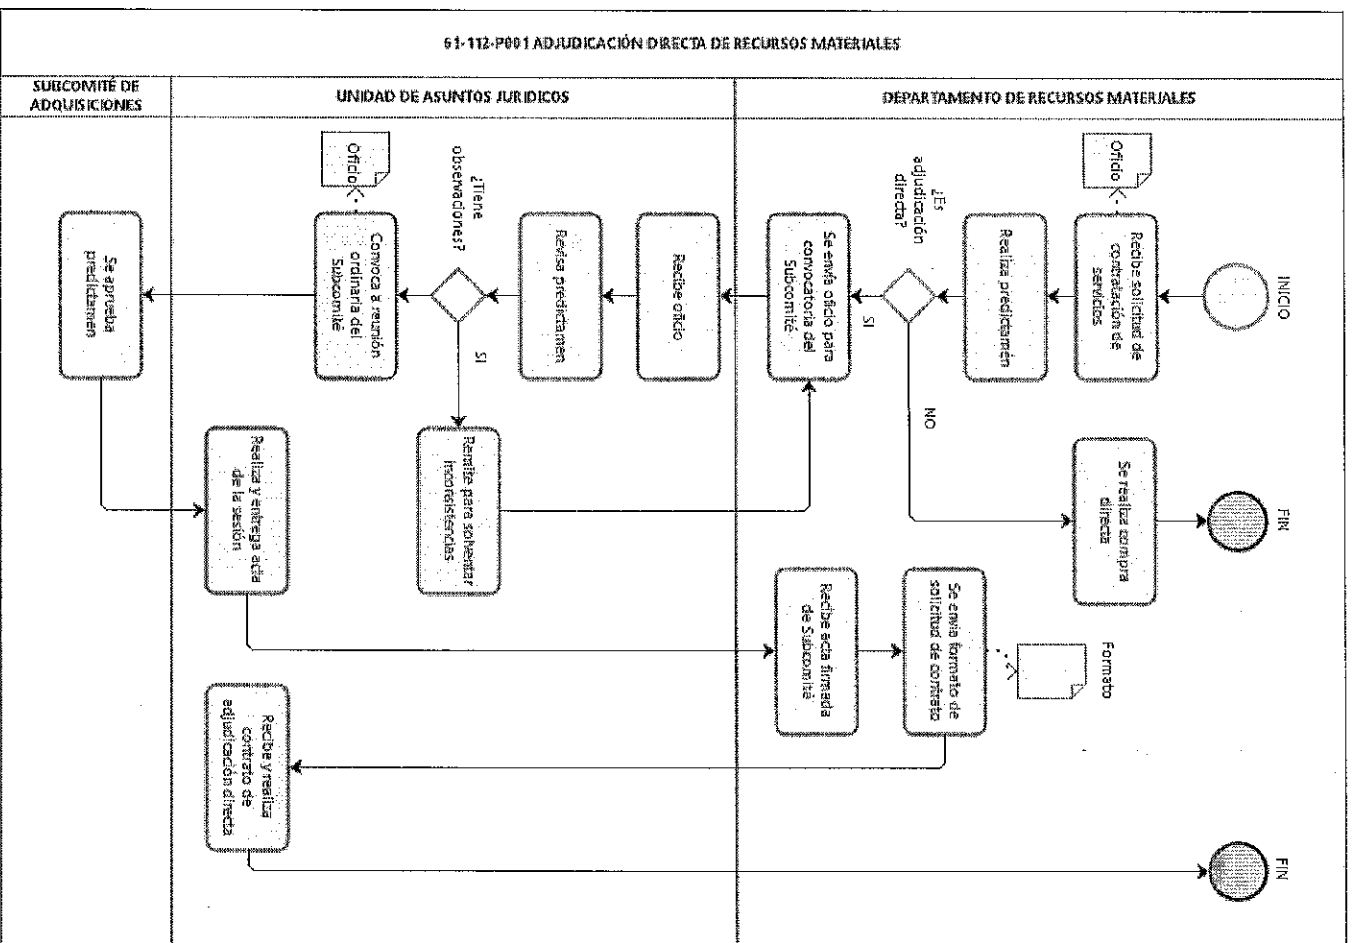 61-112-P001 ADJUDICACIÓN DIRECTA DE RECURSOS MATERIALES
SUBCOMITÉ DE
ADQUISICIONES
UNIDAD DE ASUNTOS JURIDICOS
DEPARTAMENTO DE RECURSOS MATERIALES
INICIO
Recibe solicitud de
contratación de
servicios
Oficio
Realiza predictamén
¿Es
adjudicación
directa?
SI
NO
Se realiza compra
directa
FIN
Se envía oficio para
convocatoria del
Subcomité
Recibe oficio
Revisa predictamen
¿Tiene
observaciones?
SI
Remite para solventar
inconsistencias
Convoca a reunión
ordinaria del
Subcomité
Oficio
Se aprueba
predictamen
Realiza y entrega acta
de la sesión
Recibe acta firmada
de Subcomité
Se envia formato de
solicitud de contrato
Formato
Recibe y realiza
contrato de
adjudicación directa
FIN